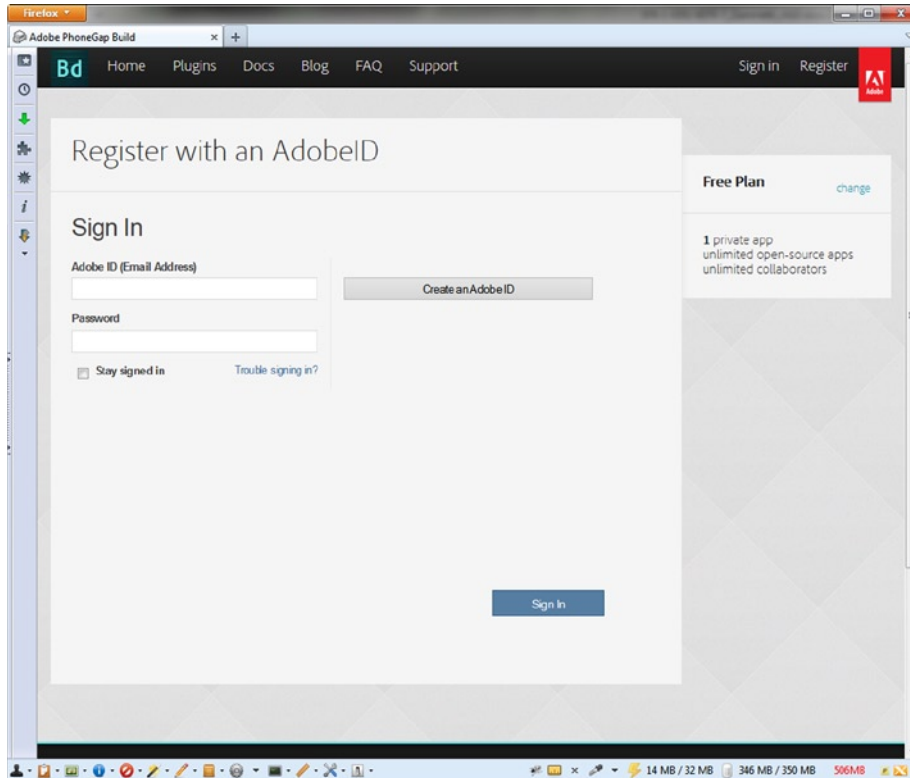 Firefox
Adobe PhoneGap Build
Bd Home Plugins Docs Blog FAQ Support Sign in Register
Adobe
Register with an AdobeID
Free Plan change
1 private app
unlimited open-source apps
unlimited collaborators
Sign In
Adobe ID (Email Address)
Create an Adobe ID
Password
Stay signed in Trouble signing in?
Sign In
14 MB / 32 MB 346 MB / 350 MB 506MB